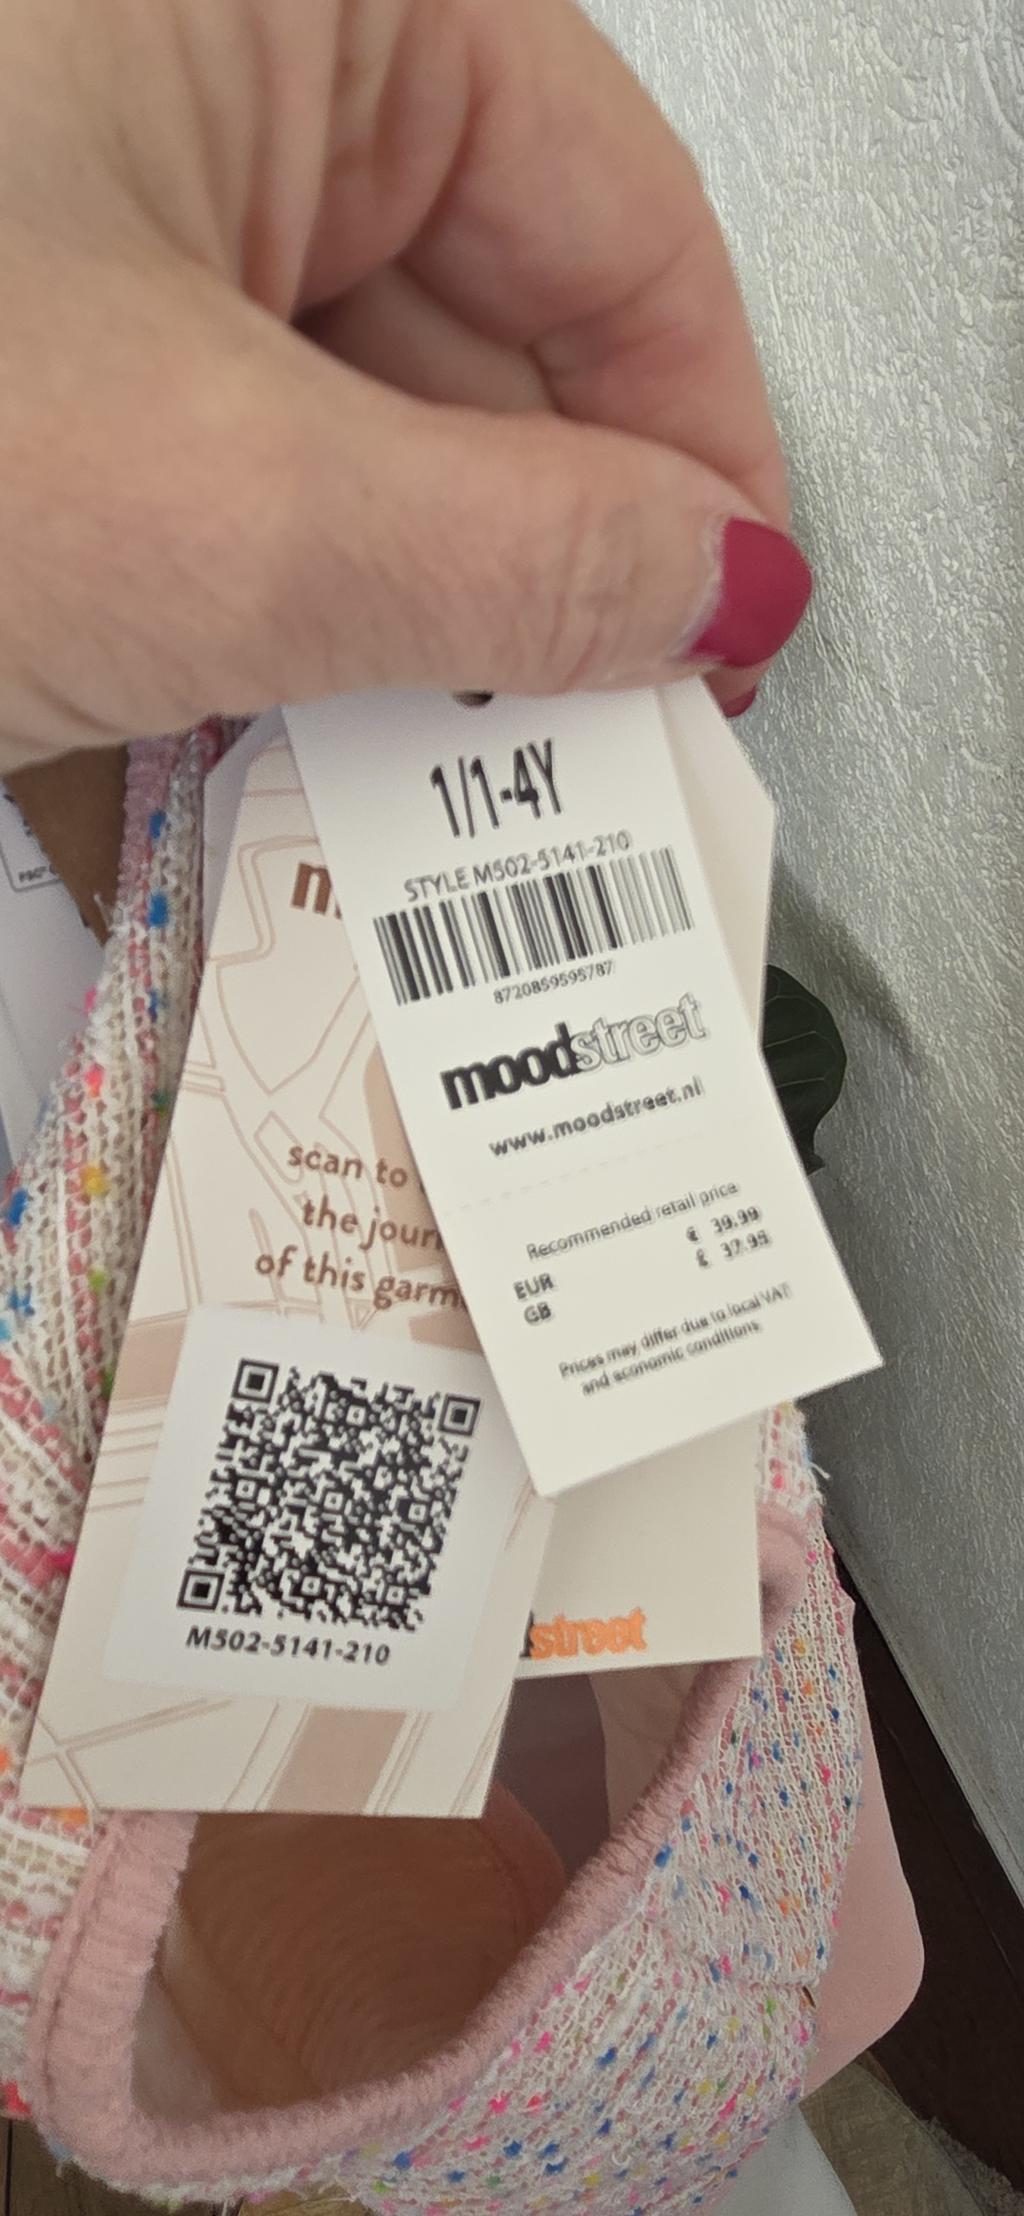 1/1-4Y
STYLE M502-5141-210
8720859595787
moodstreet
www.moodstreet.nl
Recommended retail price
EUR € 39.99
GB £ 37.95
Prices may differ due to local VAT
and economic conditions
m
scan to
the journ
of this garm
M502-5141-210
street